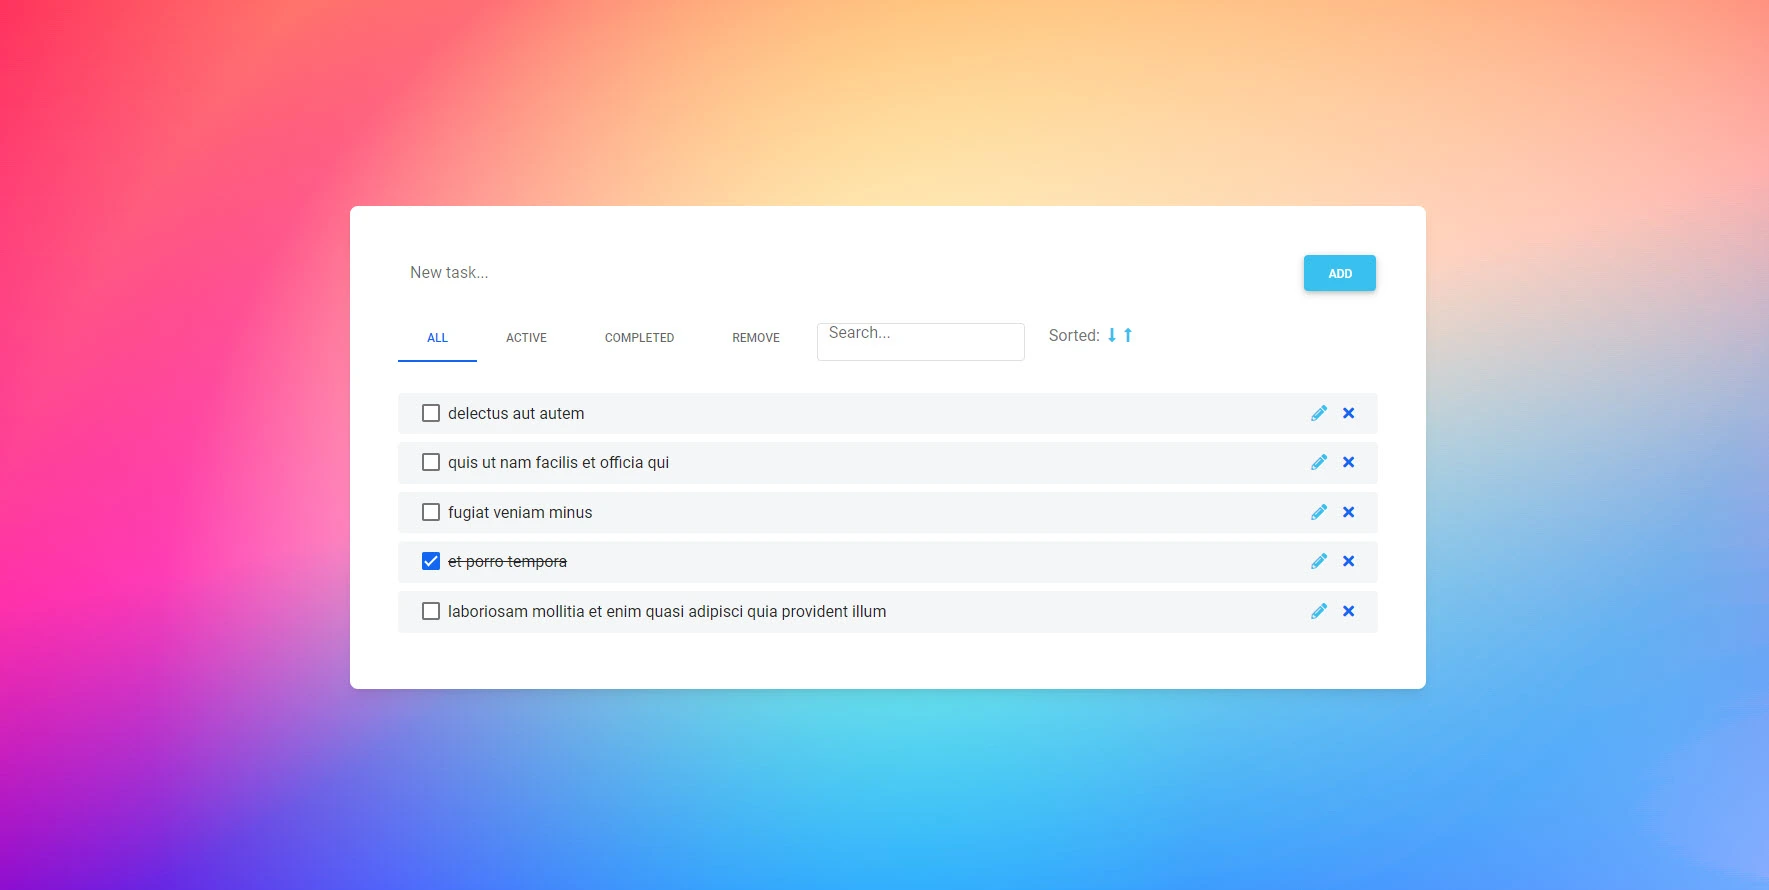 New task...
ADD
ALL ACTIVE COMPLETED REMOVE Search... Sorted:
delectus aut autem
quis ut nam facilis et officia qui
fugiat veniam minus
et porro tempora
laboriosam mollitia et enim quasi adipisci quia provident illum